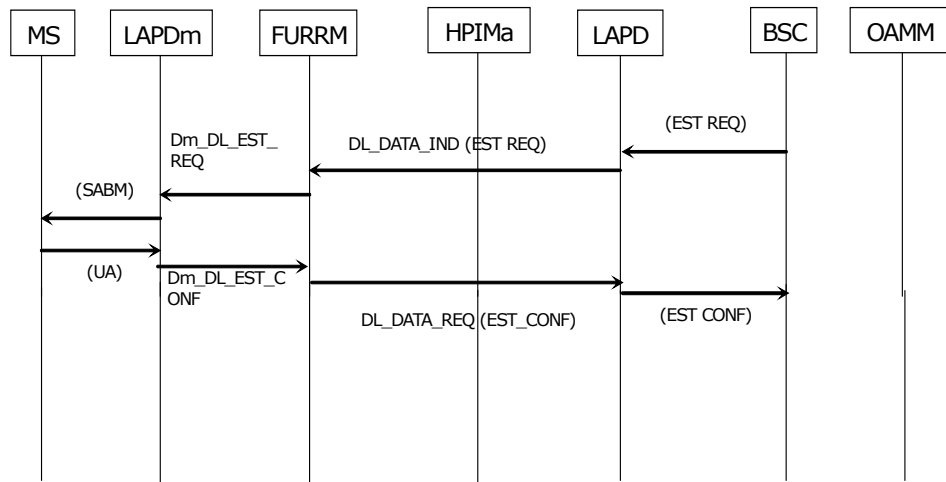 MS
LAPDm
FURRM
HPIMa
LAPD
BSC
OAMM
(EST REQ)
Dm_DL_EST_
REQ
DL_DATA_IND (EST REQ)
(SABM)
(UA)
Dm_DL_EST_C
ONF
DL_DATA_REQ (EST_CONF)
(EST CONF)